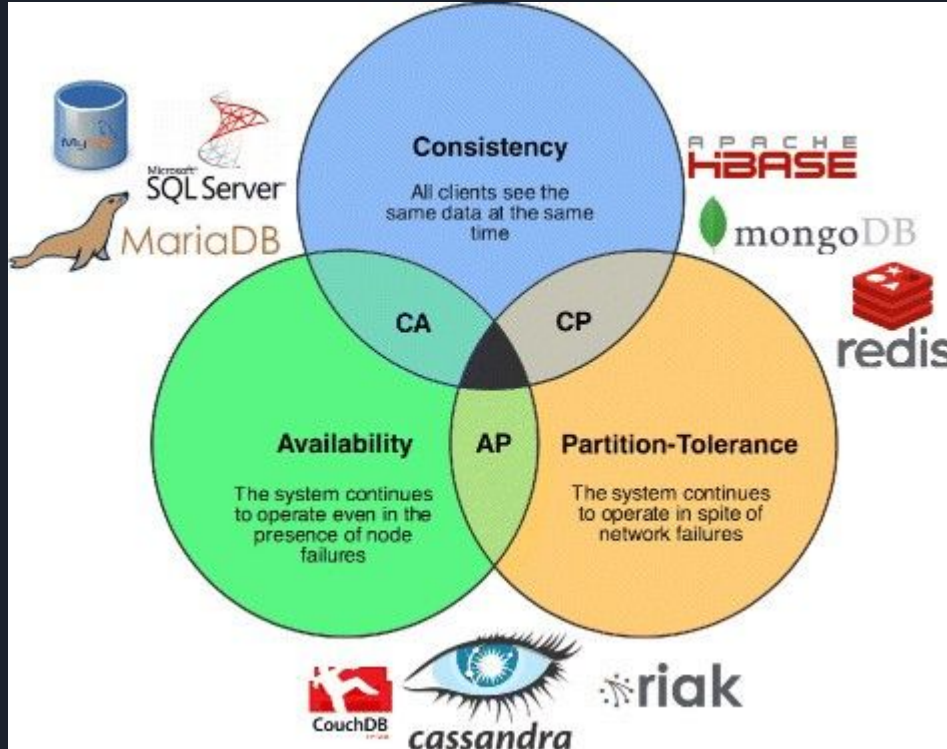 Consistency
All clients see the
same data at the same
time
MySQL
Microsoft
SQL Server
MariaDB
APACHE
HBASE
mongoDB
redis
CA
CP
Availability
The system continues
to operate even in the
presence of node
failures
AP
Partition-Tolerance
The system continues
to operate in spite of
network failures
CouchDB
cassandra
riak